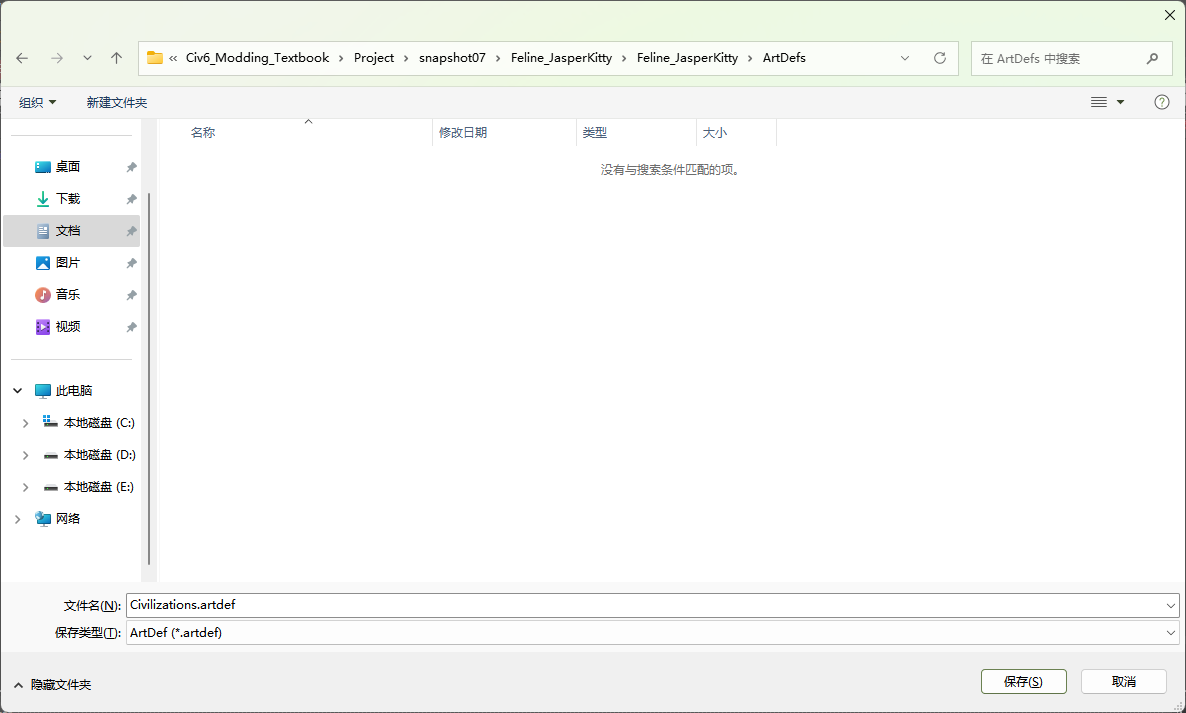 « Civ6_Modding_Textbook › Project › snapshot07 › Feline_JasperKitty › Feline_JasperKitty › ArtDefs
在 ArtDefs 中搜索
组织
新建文件夹
名称
修改日期
类型
大小
没有与搜索条件匹配的项。
桌面
下载
文档
图片
音乐
视频
此电脑
本地磁盘 (C:)
本地磁盘 (D:)
本地磁盘 (E:)
网络
文件名(N): Civilizations.artdef
保存类型(T): ArtDef (*.artdef)
隐藏文件夹
保存(S)
取消